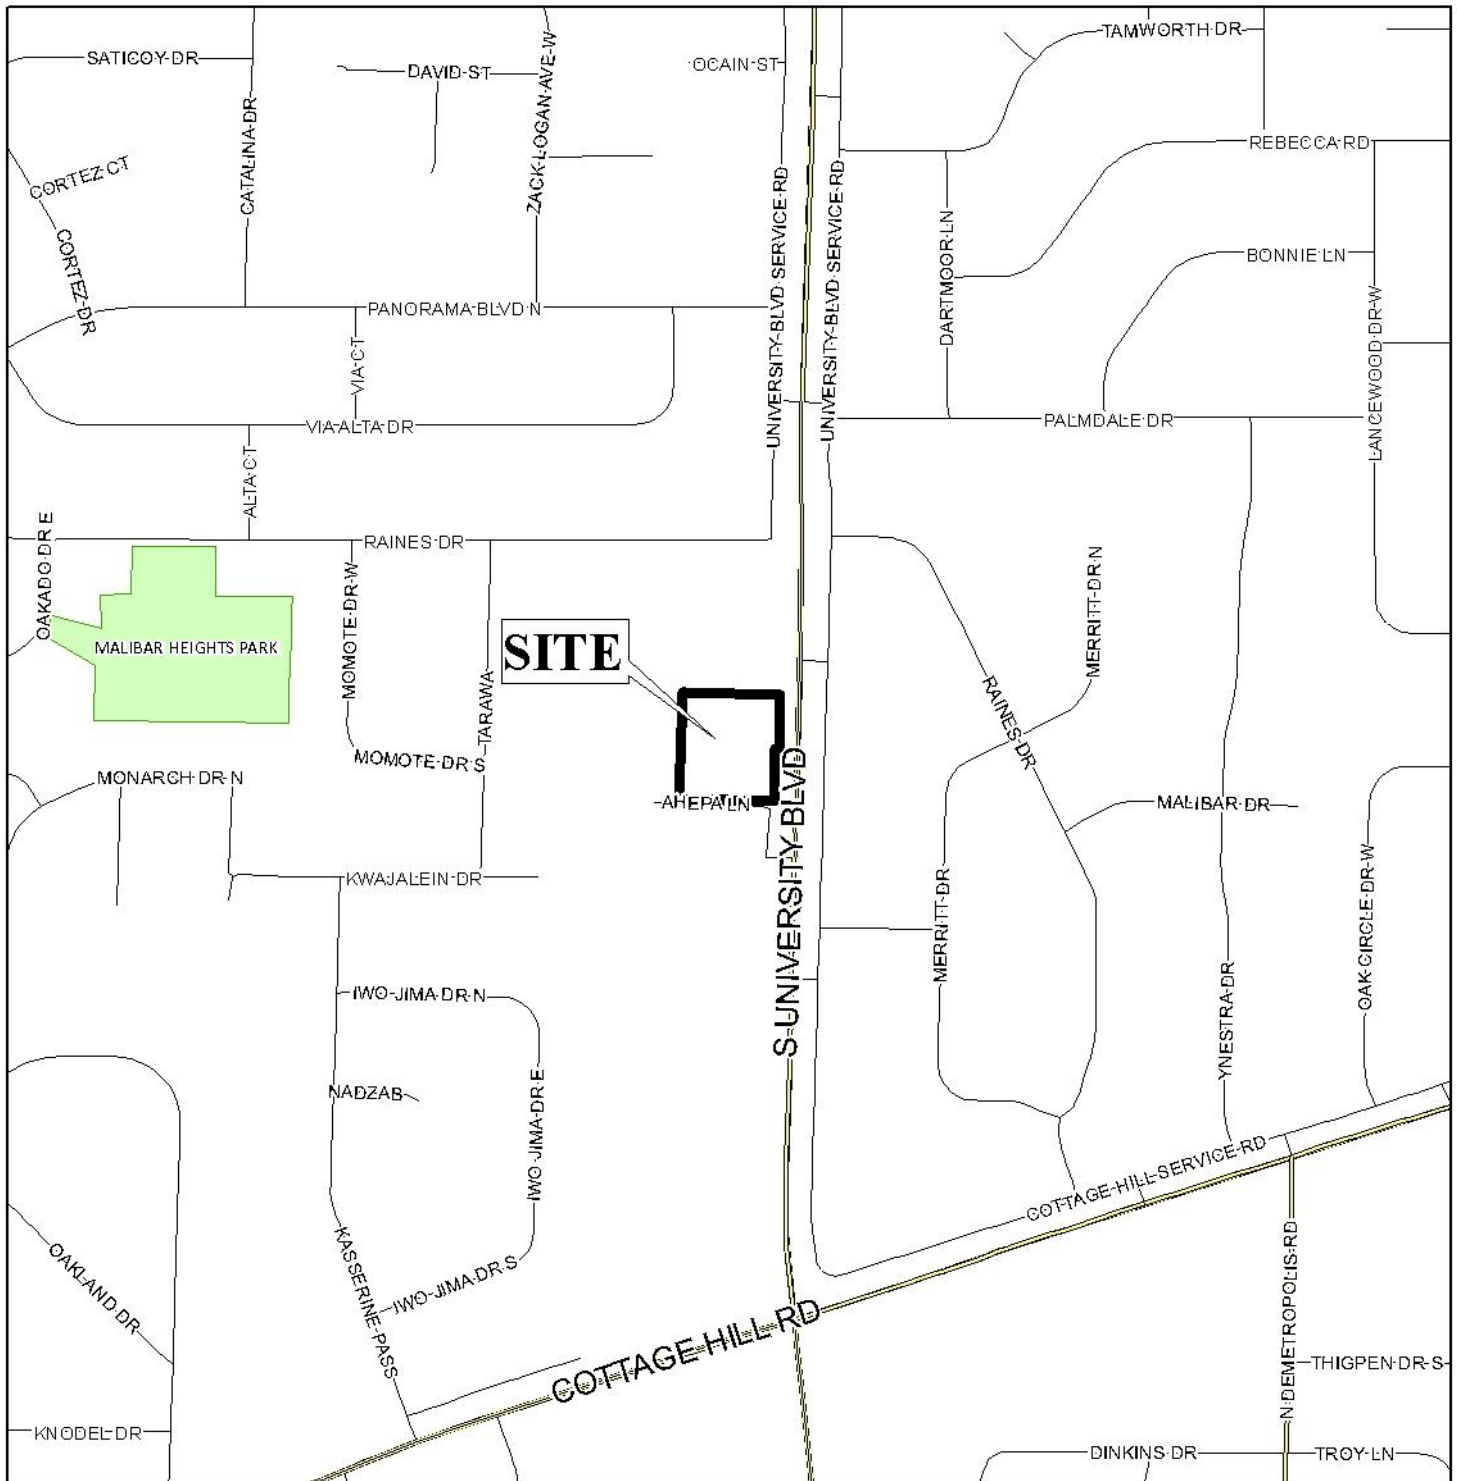 TAMWORTH DR
SATICOY DR
DAVID ST
OCAIN ST
ZACK LOGAN AVE W
CATALINA DR
REBECCA RD
CORTEZ CT
UNIVERSITY BLVD SERVICE RD
UNIVERSITY BLVD SERVICE RD
DARTMOOR LN
BONNIE LN
CORTEZ DR
PANORAMA BLVD N
VIA CT
LANCEWOOD DR W
VIA ALTA DR
PALMDALE DR
ALTA CT
OAKADO DR E
RAINES DR
MOMOTE DR W
MERRITT DR N
MALIBAR HEIGHTS PARK
SITE
TARAWA
RAINES DR
MOMOTE DR S
MONARCH DR N
AHEPA LN
MALIBAR DR
S UNIVERSITY BLVD
KWAJALEIN DR
MERRITT DR
OAK CIRCLE DR W
IWO JIMA DR N
YNESTRA DR
NADZAB
IWO JIMA DR E
COTTAGE HILL SERVICE RD
OAKLAND DR
KASSERINE PASS
IWO JIMA DR S
N DEMETROPOLIS RD
COTTAGE HILL RD
THIGPEN DR S
KNODEL DR
DINKINS DR
TROY LN